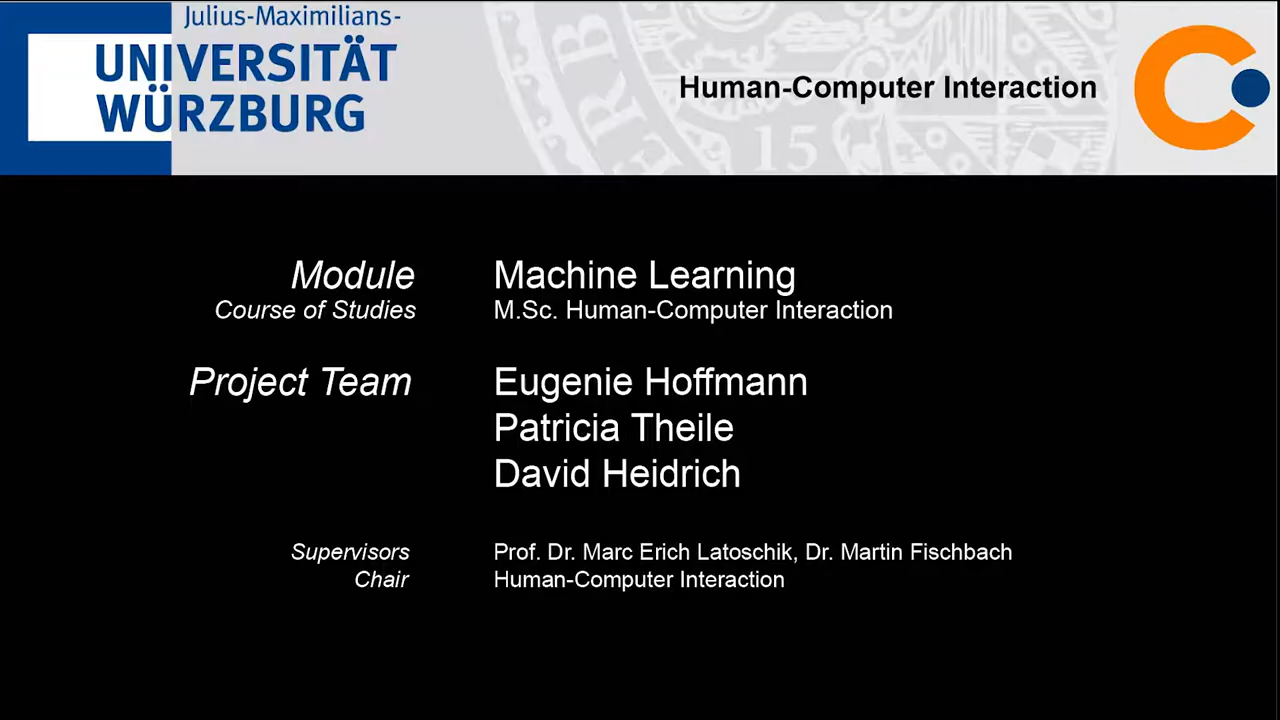 Julius-Maximilians-
UNIVERSITÄT
WÜRZBURG
Human-Computer Interaction
ERB
15
Module Machine Learning
Course of Studies M.Sc. Human-Computer Interaction
Project Team Eugenie Hoffmann
Patricia Theile
David Heidrich
Supervisors Prof. Dr. Marc Erich Latoschik, Dr. Martin Fischbach
Chair Human-Computer Interaction